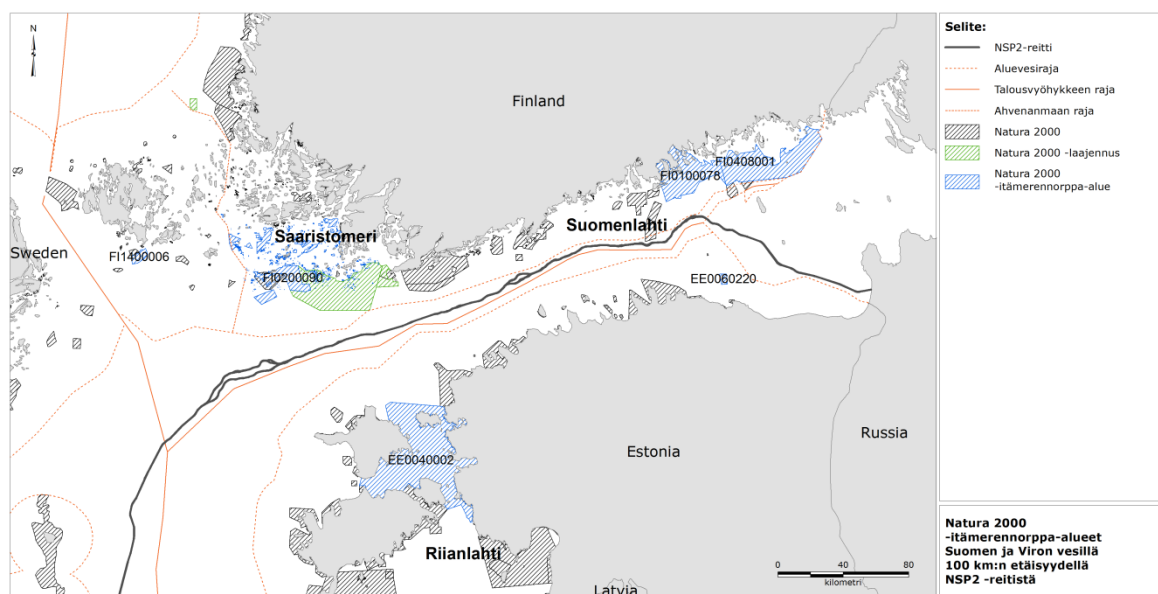 N
Finland
FI0408001
FI0100078
Suomenlahti
Saaristomeri
Sweden
FI1400006
FI0200090
EE0060220
Russia
Estonia
EE0040002
Riianlahti
Latvia
0 20 40 80
kilometri
Selite:
NSP2-reitti
Aluevesiraja
Talousvyöhykkeen raja
Ahvenanmaan raja
Natura 2000
Natura 2000 -laajennus
Natura 2000
-itämerennorppa-alue
Natura 2000
-itämerennorppa-alueet
Suomen ja Viron vesillä
100 km:n etäisyydellä
NSP2 -reitistä